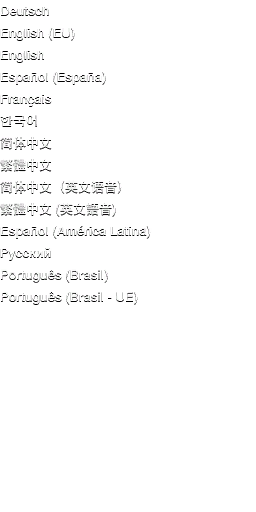 Deutsch
English (EU)
English
Español (España)
Français
한국어
简体中文
繁體中文
简体中文（英文语音）
繁體中文 (英文語音)
Español (América Latina)
Русский
Português (Brasil)
Português (Brasil - UE)